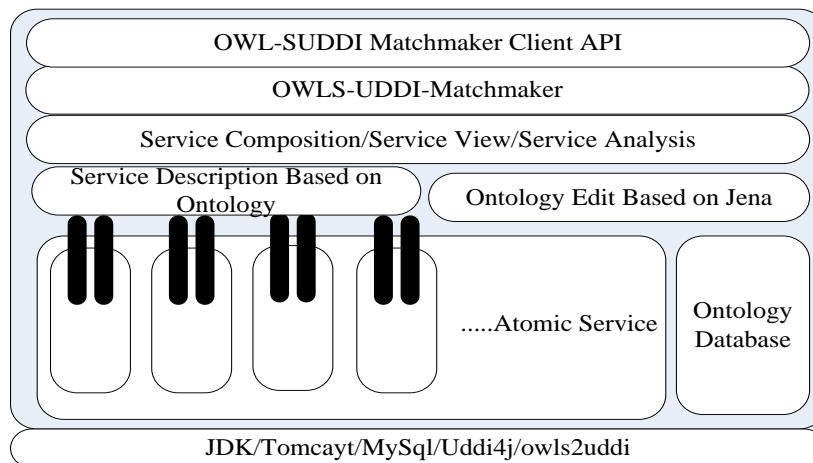 OWL-SUDDI Matchmaker Client API
OWLS-UDDI-Matchmaker
Service Composition/Service View/Service Analysis
Service Description Based on
Ontology
Ontology Edit Based on Jena
.....Atomic Service
Ontology
Database
JDK/Tomcayt/MySql/Uddi4j/owls2uddi